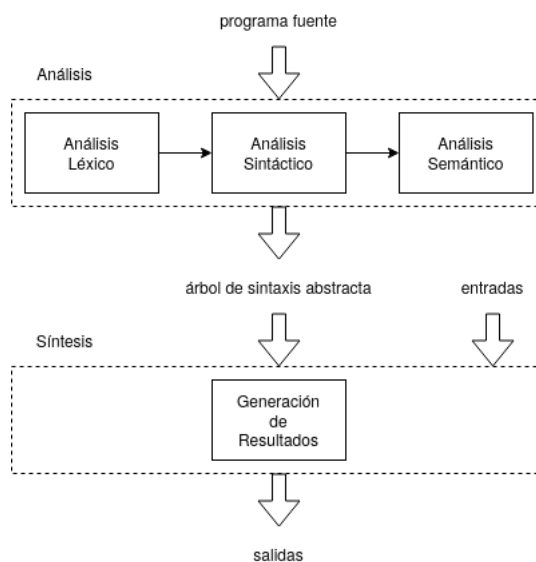 programa fuente
Análisis
Análisis
Léxico
Análisis
Sintáctico
Análisis
Semántico
árbol de sintaxis abstracta
entradas
Síntesis
Generación
de
Resultados
salidas